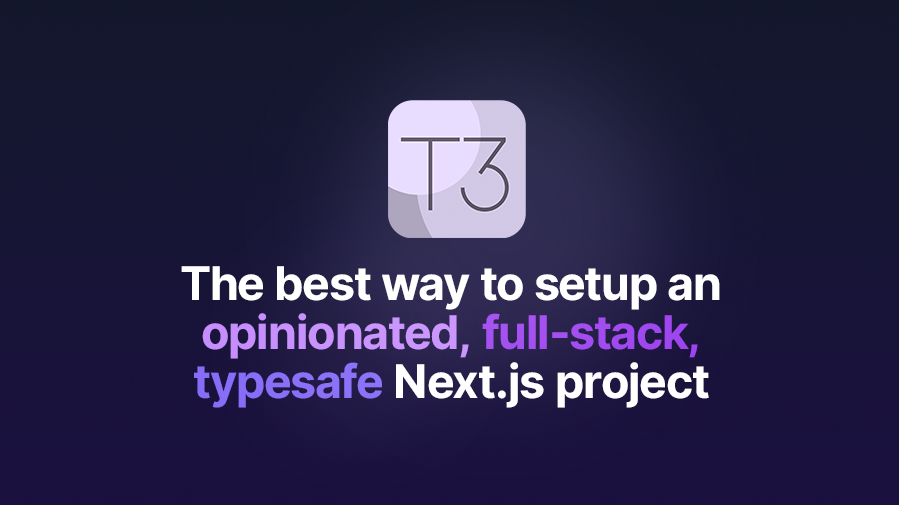 T3
The best way to setup an
opinionated, full-stack,
typesafe Next.js project